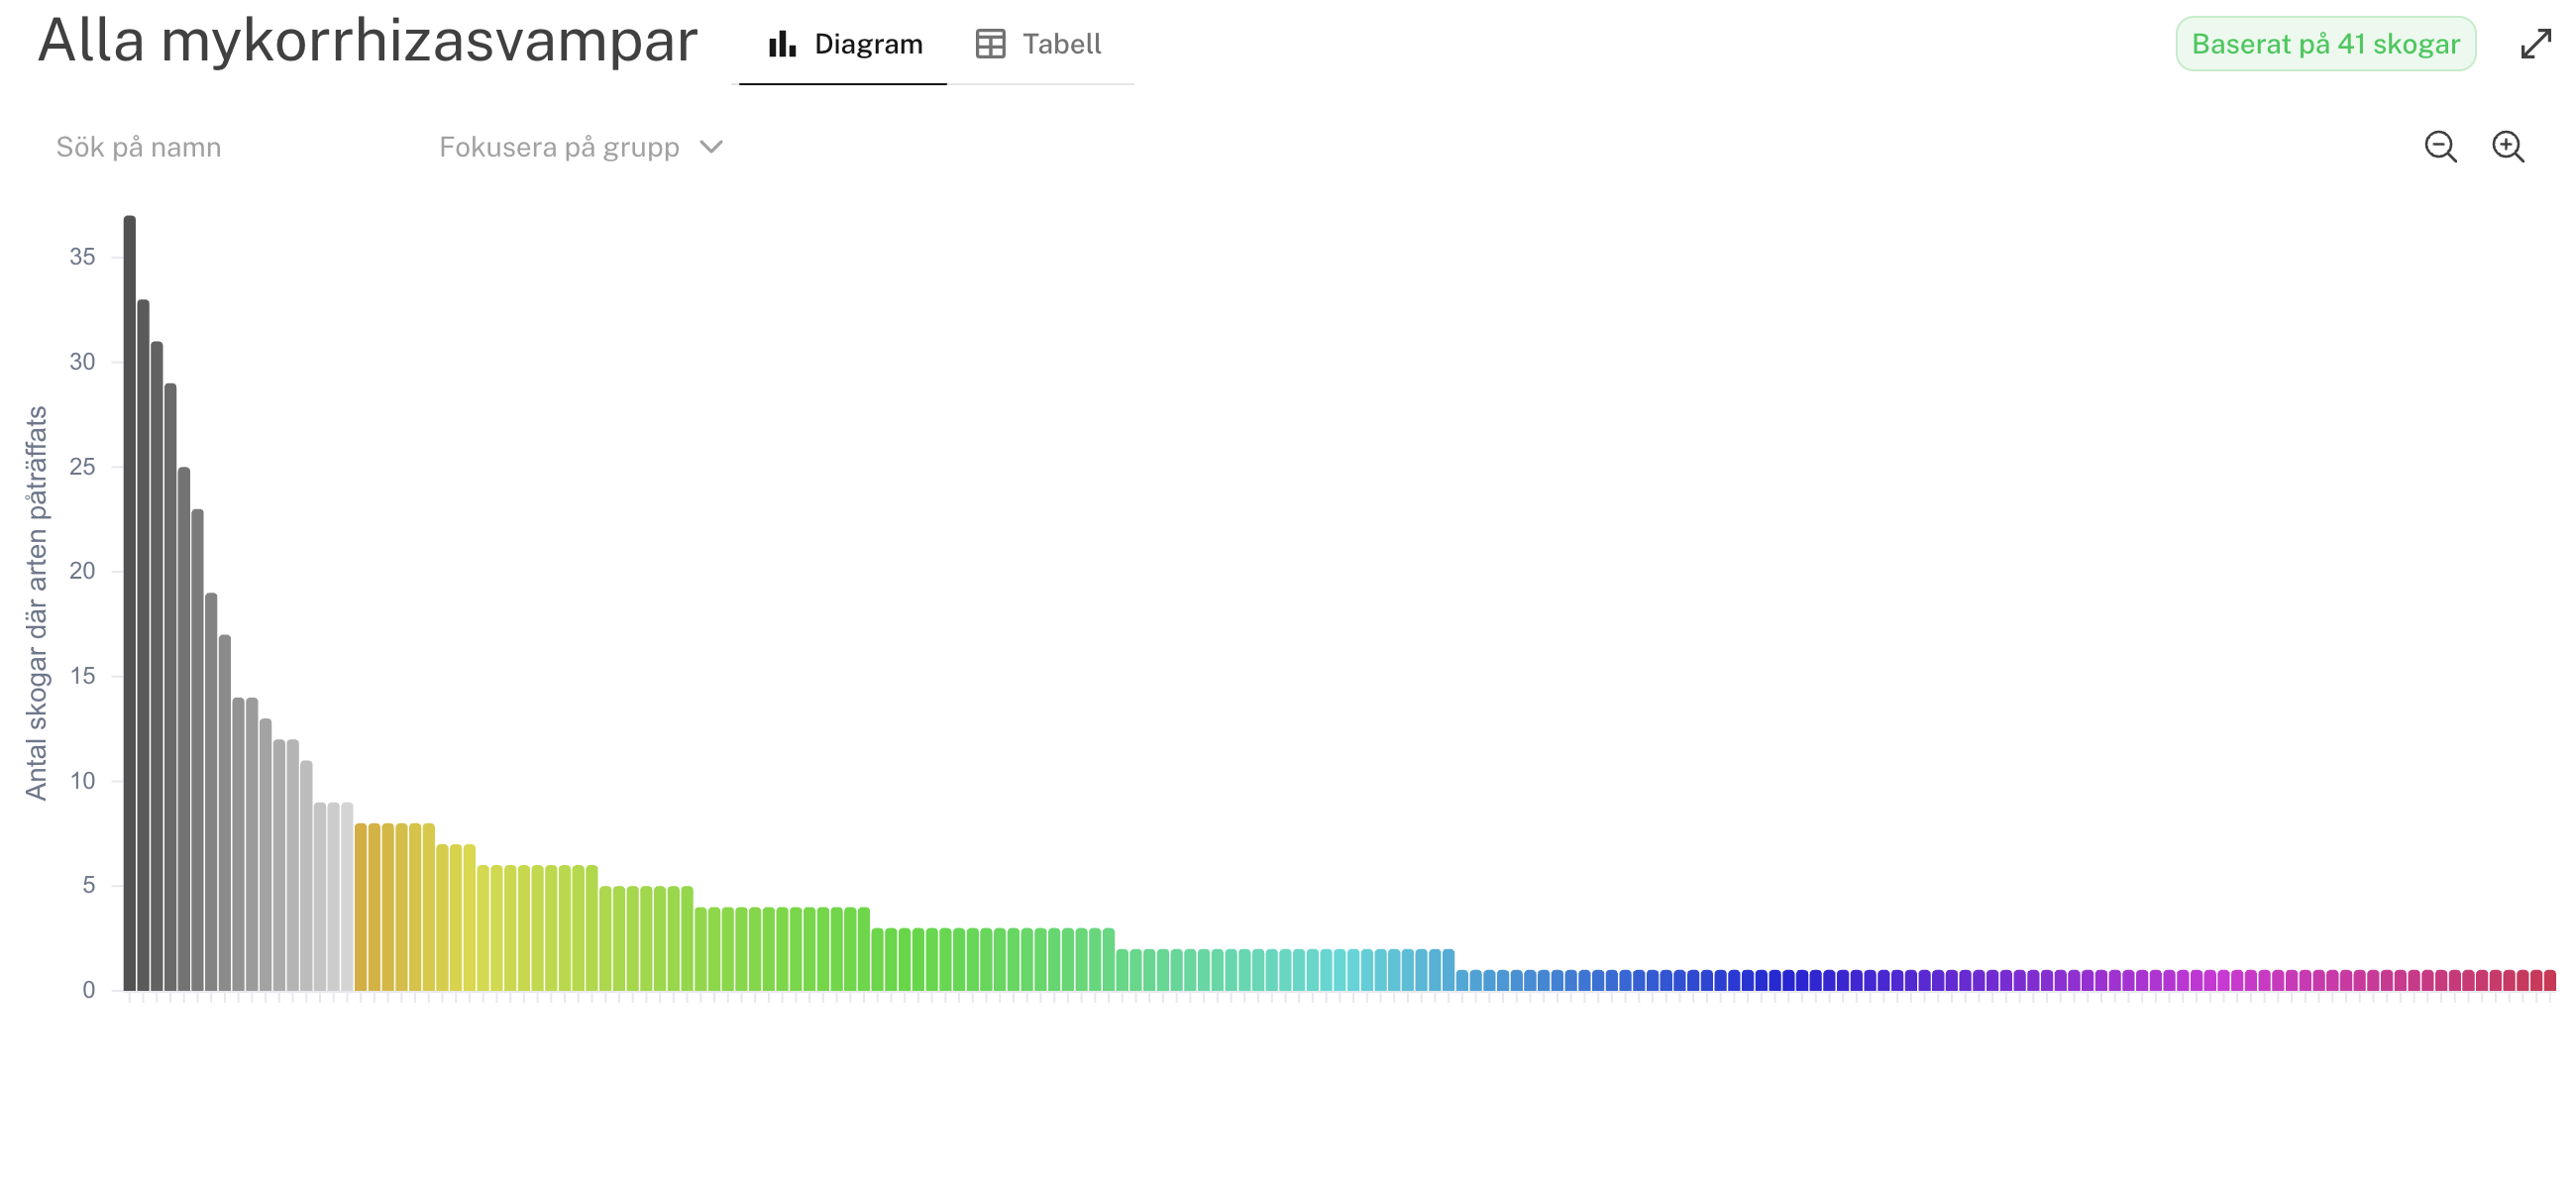 Alla mykorrhizasvampar
Diagram
Tabell
Baserat på 41 skogar
Sök på namn
Fokusera på grupp
Antal skogar där arten påträffats
35
30
25
20
15
10
5
0